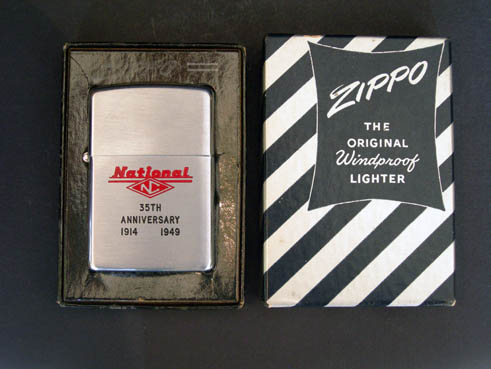 National
35TH
ANNIVERSARY
1914 1949
ZIPPO
THE
ORIGINAL
Windproof
LIGHTER